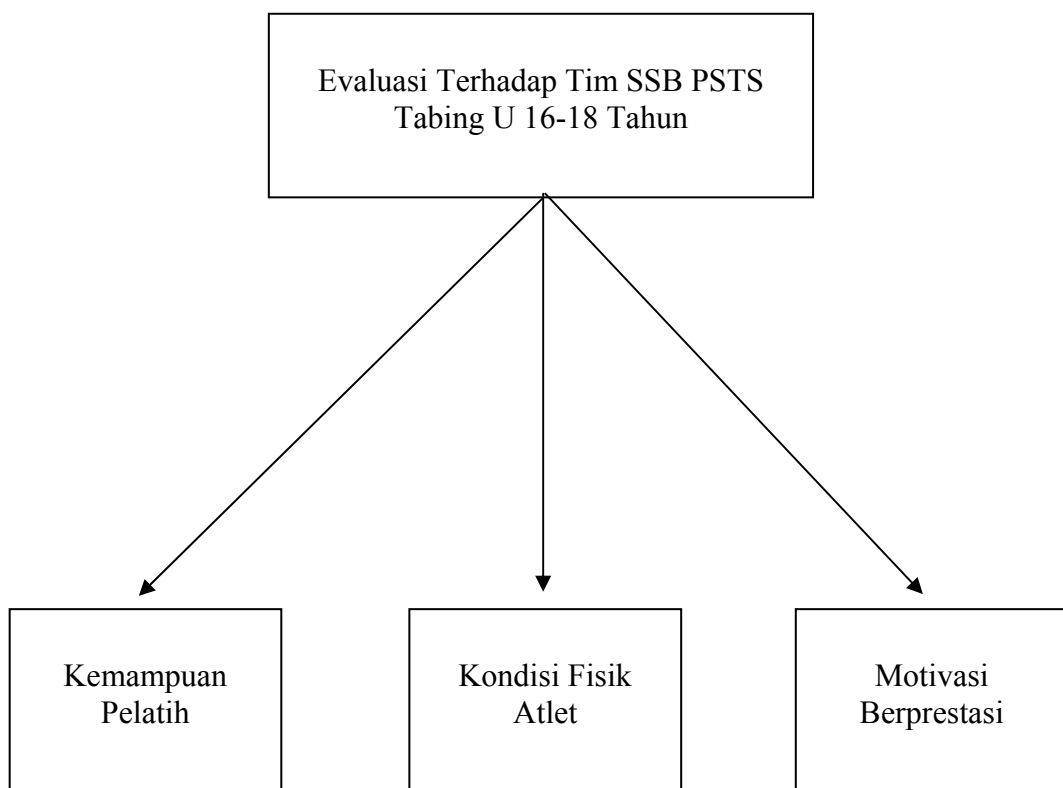 Evaluasi Terhadap Tim SSB PSTS
Tabing U 16-18 Tahun
Kemampuan
Pelatih
Kondisi Fisik
Atlet
Motivasi
Berprestasi